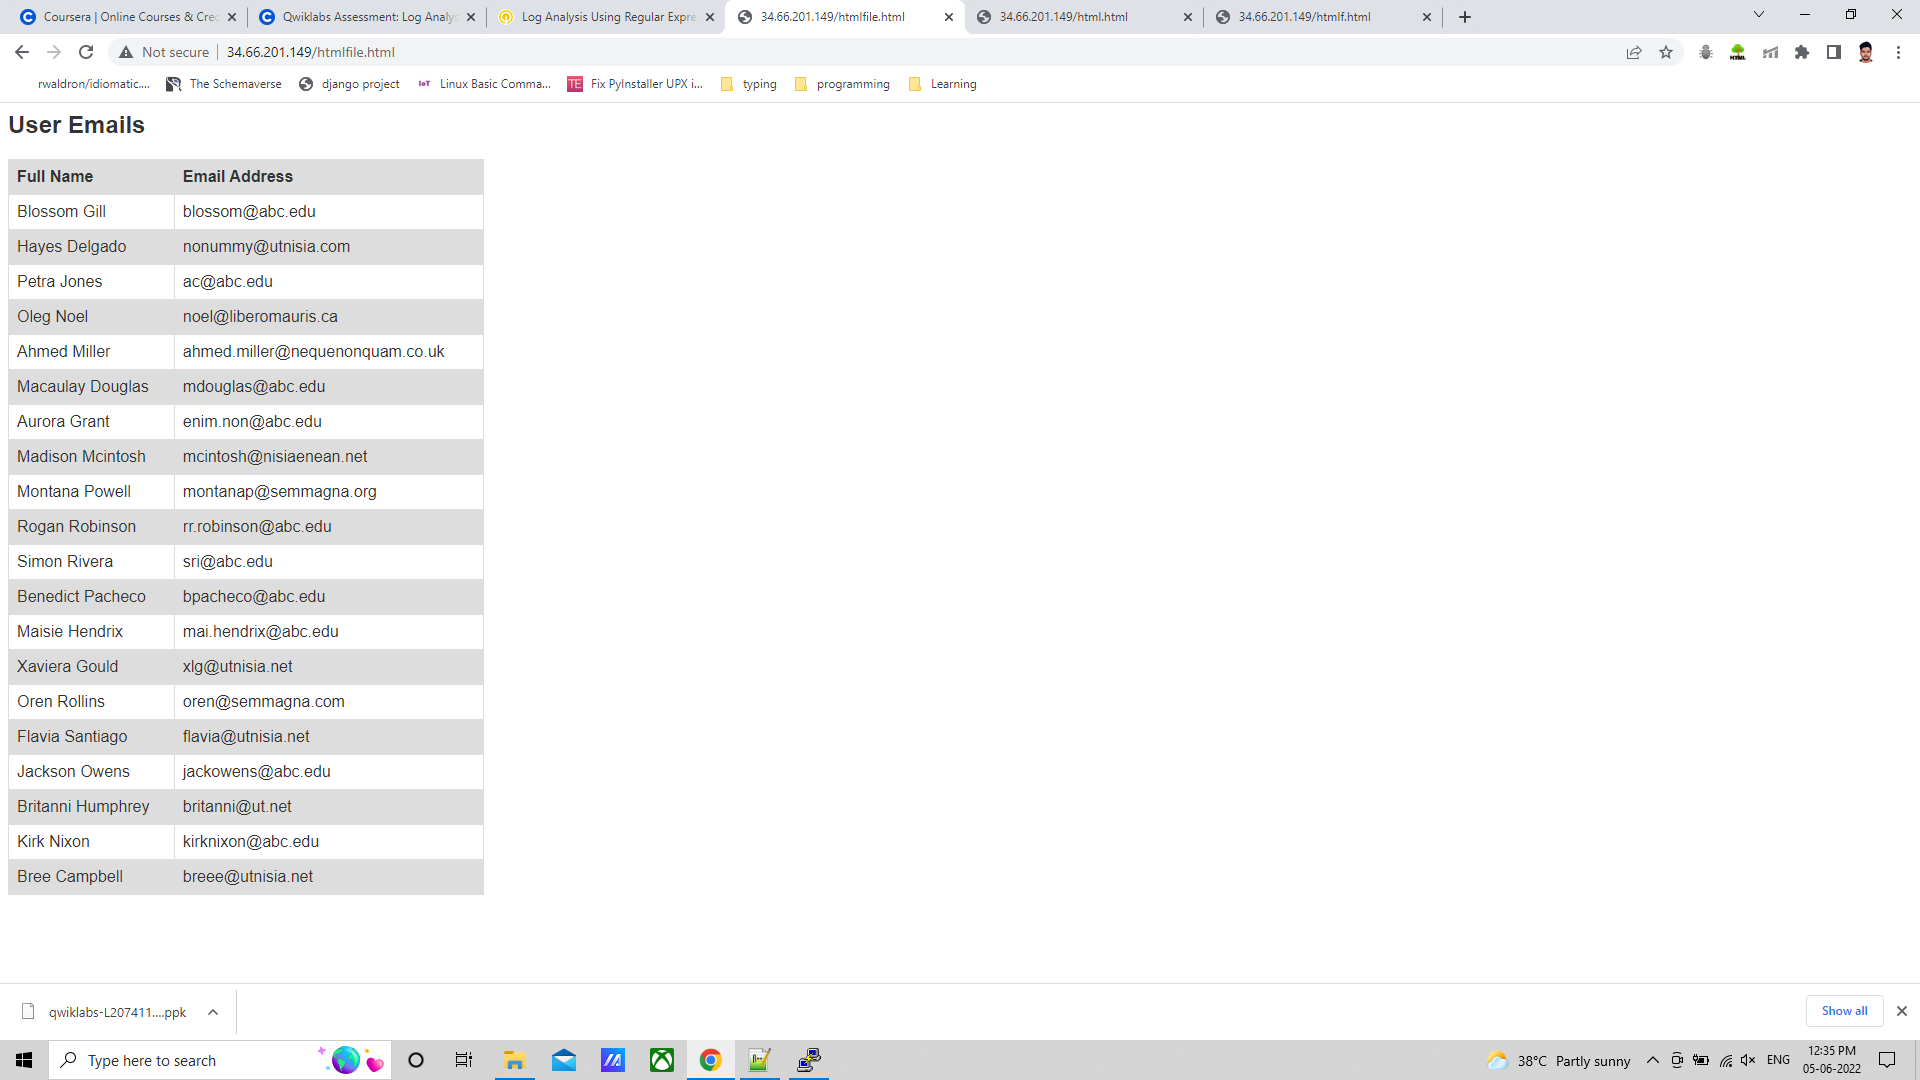 Coursera | Online Courses & Cre
Qwiklabs Assessment: Log Analys
Log Analysis Using Regular Expre
34.66.201.149/htmlfile.html
34.66.201.149/html.html
34.66.201.149/htmlf.html
Not secure
34.66.201.149/htmlfile.html
rwaldron/idiomatic....
The Schemaverse
django project
IoT
Linux Basic Comma...
TE
Fix PyInstaller UPX i...
typing
programming
Learning
User Emails
Full Name Email Address
Blossom Gill blossom@abc.edu
Hayes Delgado nonummy@utnisia.com
Petra Jones ac@abc.edu
Oleg Noel noel@liberomauris.ca
Ahmed Miller ahmed.miller@nequenonquam.co.uk
Macaulay Douglas mdouglas@abc.edu
Aurora Grant enim.non@abc.edu
Madison Mcintosh mcintosh@nisiaenean.net
Montana Powell montanap@semmagna.org
Rogan Robinson rr.robinson@abc.edu
Simon Rivera sri@abc.edu
Benedict Pacheco bpacheco@abc.edu
Maisie Hendrix mai.hendrix@abc.edu
Xaviera Gould xlg@utnisia.net
Oren Rollins oren@semmagna.com
Flavia Santiago flavia@utnisia.net
Jackson Owens jackowens@abc.edu
Britanni Humphrey britanni@ut.net
Kirk Nixon kirknixon@abc.edu
Bree Campbell breee@utnisia.net
qwiklabs-L207411....ppk
Show all
Type here to search
38°C Partly sunny
ENG
12:35 PM
05-06-2022